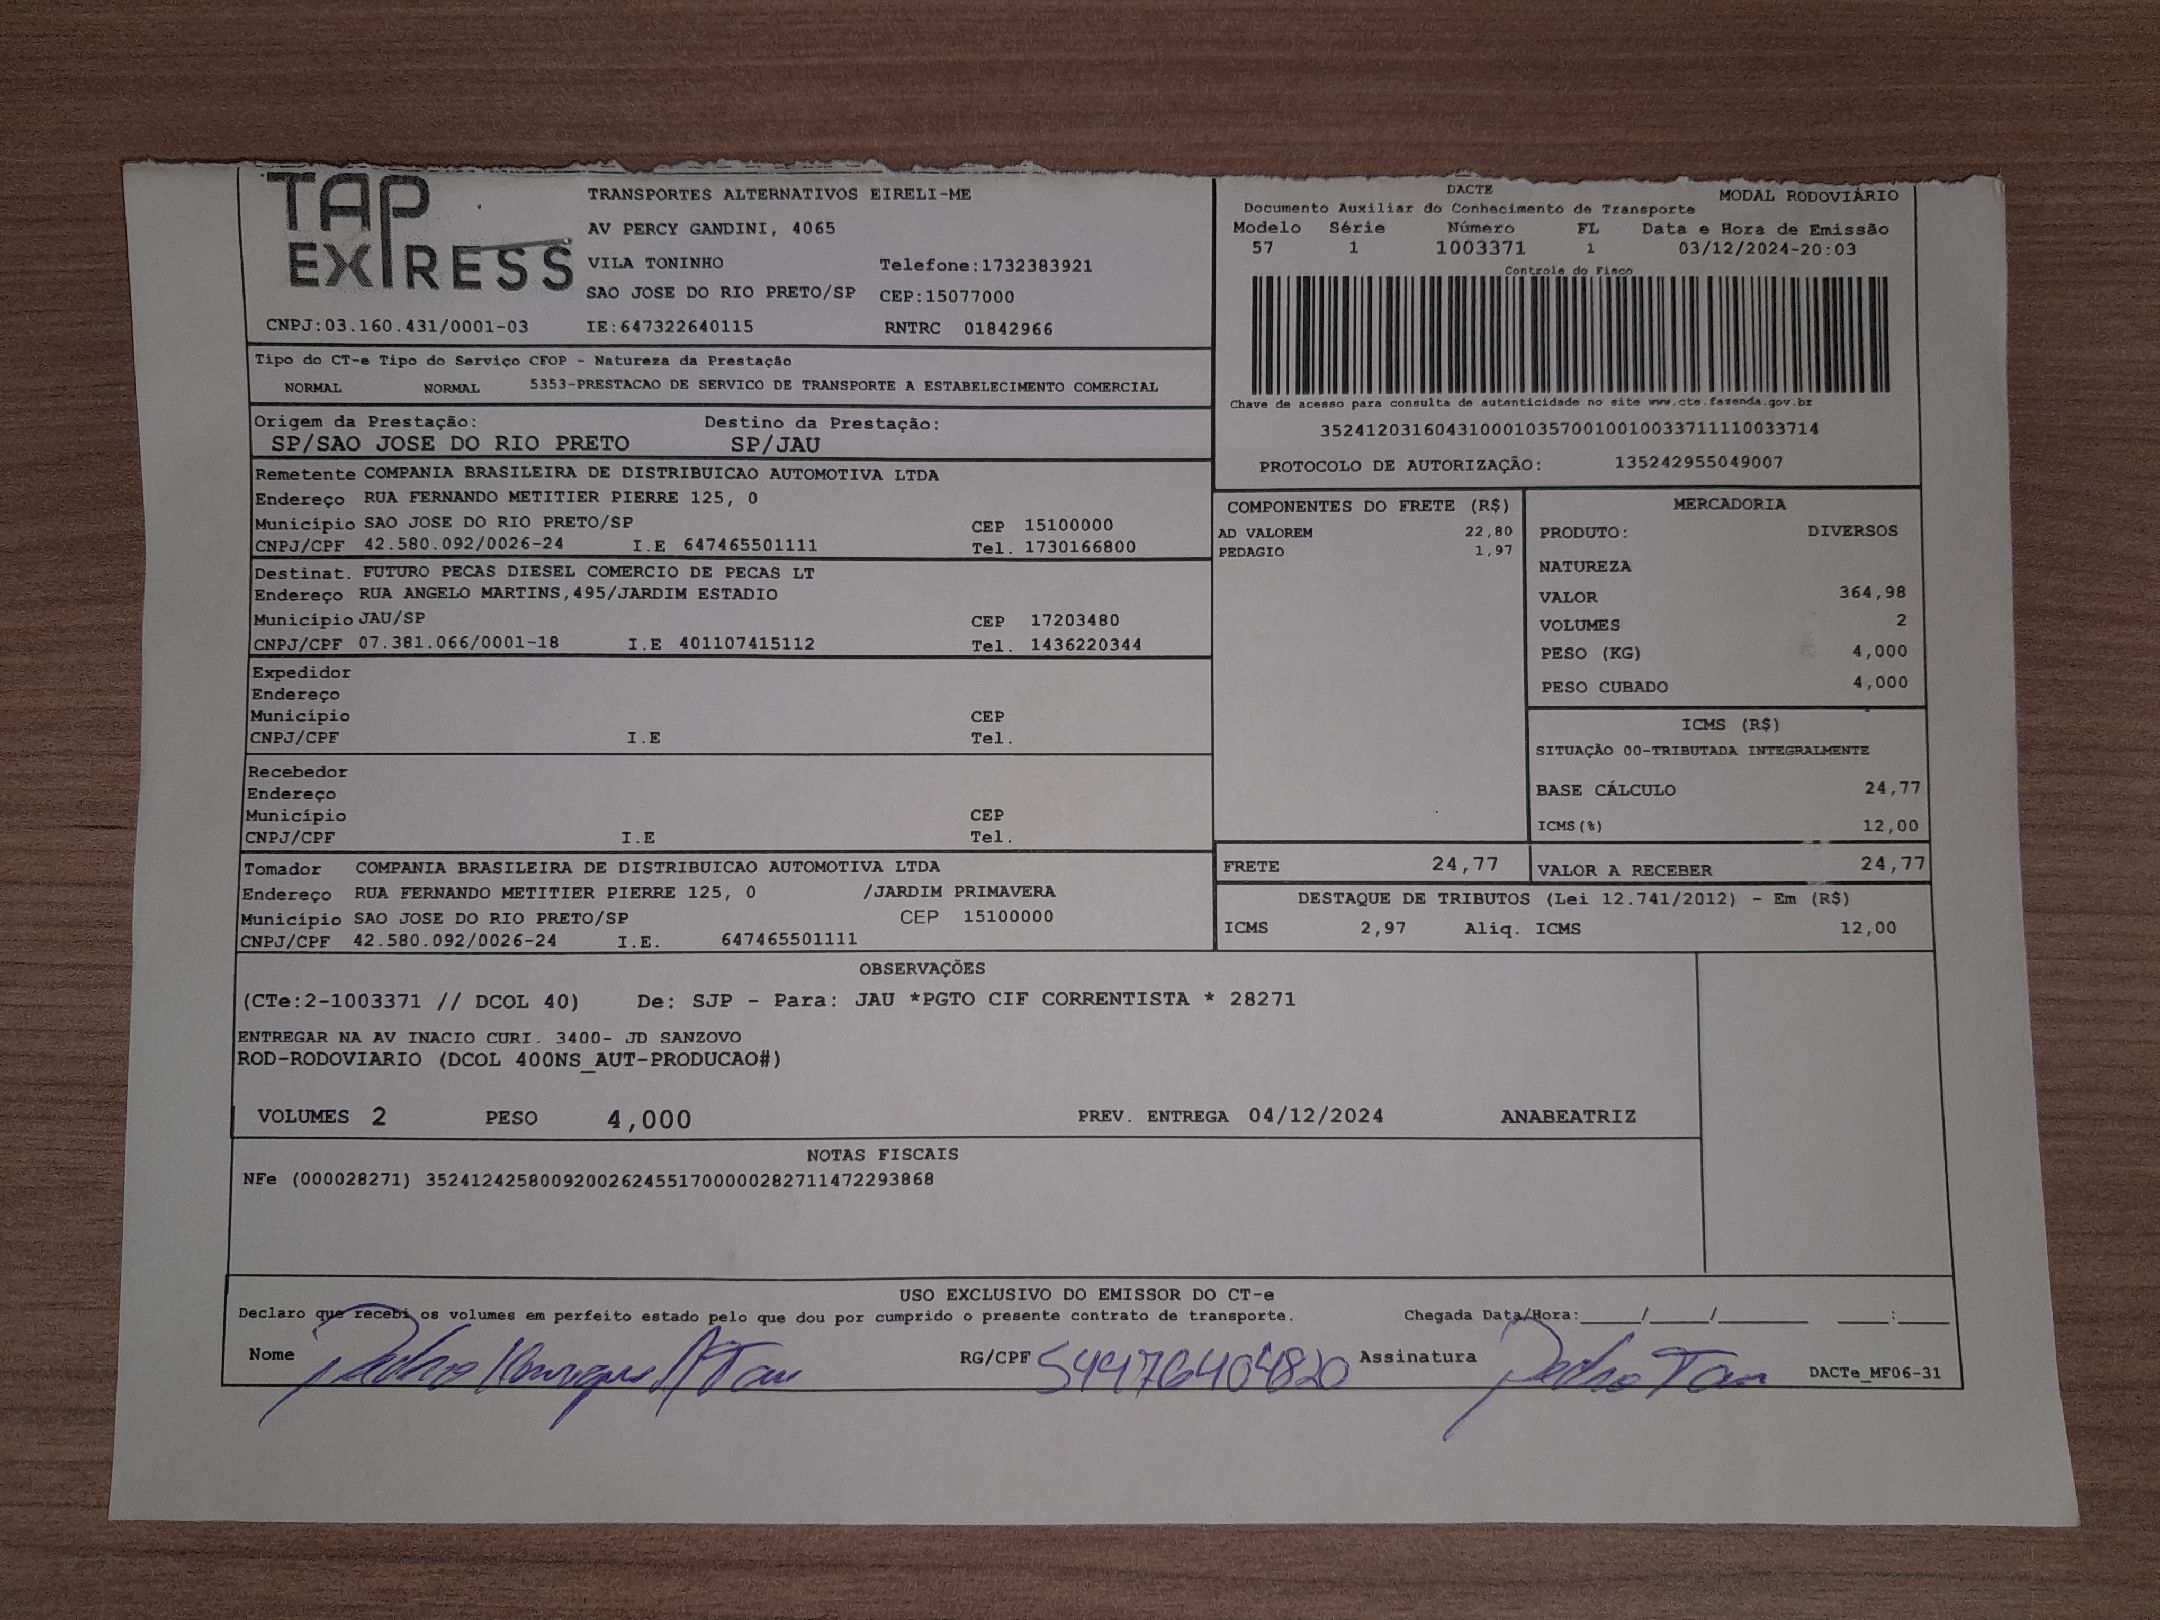 TAP EXPRESS
TRANSPORTES ALTERNATIVOS EIRELI-ME
AV PERCY GANDINI, 4065
VILA TONINHO Telefone:1732383921
SAO JOSE DO RIO PRETO/SP CEP:15077000
CNPJ:03.160.431/0001-03 IE:647322640115 RNTRC 01842966
DACTE MODAL RODOVIÁRIO
Documento Auxiliar do Conhecimento de Transporte
Modelo Série Número FL Data e Hora de Emissão
57 1 1003371 1 03/12/2024-20:03
Controle do Fisco
Chave de acesso para consulta de autenticidade no site www.cte.fazenda.gov.br
35241203160431000103570010010033711110033714
PROTOCOLO DE AUTORIZAÇÃO: 135242955049007
Tipo do CT-e Tipo do Serviço CFOP - Natureza da Prestação
NORMAL NORMAL 5353-PRESTACAO DE SERVICO DE TRANSPORTE A ESTABELECIMENTO COMERCIAL
Origem da Prestação: Destino da Prestação:
SP/SAO JOSE DO RIO PRETO SP/JAU
Remetente COMPANIA BRASILEIRA DE DISTRIBUICAO AUTOMOTIVA LTDA
Endereço RUA FERNANDO METITIER PIERRE 125, 0
Município SAO JOSE DO RIO PRETO/SP CEP 15100000
CNPJ/CPF 42.580.092/0026-24 I.E 647465501111 Tel. 1730166800
Destinat. FUTURO PECAS DIESEL COMERCIO DE PECAS LT
Endereço RUA ANGELO MARTINS,495/JARDIM ESTADIO
Município JAU/SP CEP 17203480
CNPJ/CPF 07.381.066/0001-18 I.E 401107415112 Tel. 1436220344
Expedidor
Endereço
Município CEP
CNPJ/CPF I.E Tel.
Recebedor
Endereço
Município CEP
CNPJ/CPF I.E Tel.
Tomador COMPANIA BRASILEIRA DE DISTRIBUICAO AUTOMOTIVA LTDA
Endereço RUA FERNANDO METITIER PIERRE 125, 0 /JARDIM PRIMAVERA
Município SAO JOSE DO RIO PRETO/SP CEP 15100000
CNPJ/CPF 42.580.092/0026-24 I.E. 647465501111
COMPONENTES DO FRETE (R$)
AD VALOREM 22,80
PEDAGIO 1,97
MERCADORIA
PRODUTO: DIVERSOS
NATUREZA
VALOR 364,98
VOLUMES 2
PESO (KG) 4,000
PESO CUBADO 4,000
ICMS (R$)
SITUAÇÃO 00-TRIBUTADA INTEGRALMENTE
BASE CÁLCULO 24,77
ICMS(%) 12,00
FRETE 24,77 VALOR A RECEBER 24,77
DESTAQUE DE TRIBUTOS (Lei 12.741/2012) - Em (R$)
ICMS 2,97 Aliq. ICMS 12,00
OBSERVAÇÕES
(CTe:2-1003371 // DCOL 40) De: SJP - Para: JAU *PGTO CIF CORRENTISTA * 28271
ENTREGAR NA AV INACIO CURI. 3400- JD SANZOVO
ROD-RODOVIARIO (DCOL 400NS_AUT-PRODUCAO#)
VOLUMES 2 PESO 4,000 PREV. ENTREGA 04/12/2024 ANABEATRIZ
NOTAS FISCAIS
NFe (000028271) 35241242580092002624551700000282711472293868
USO EXCLUSIVO DO EMISSOR DO CT-e
Declaro que recebi os volumes em perfeito estado pelo que dou por cumprido o presente contrato de transporte. Chegada Data/Hora:____/____/______ ____:____
Nome Pedro Henrique RG/CPF 54476404820 Assinatura Pedro DACTe_MF06-31